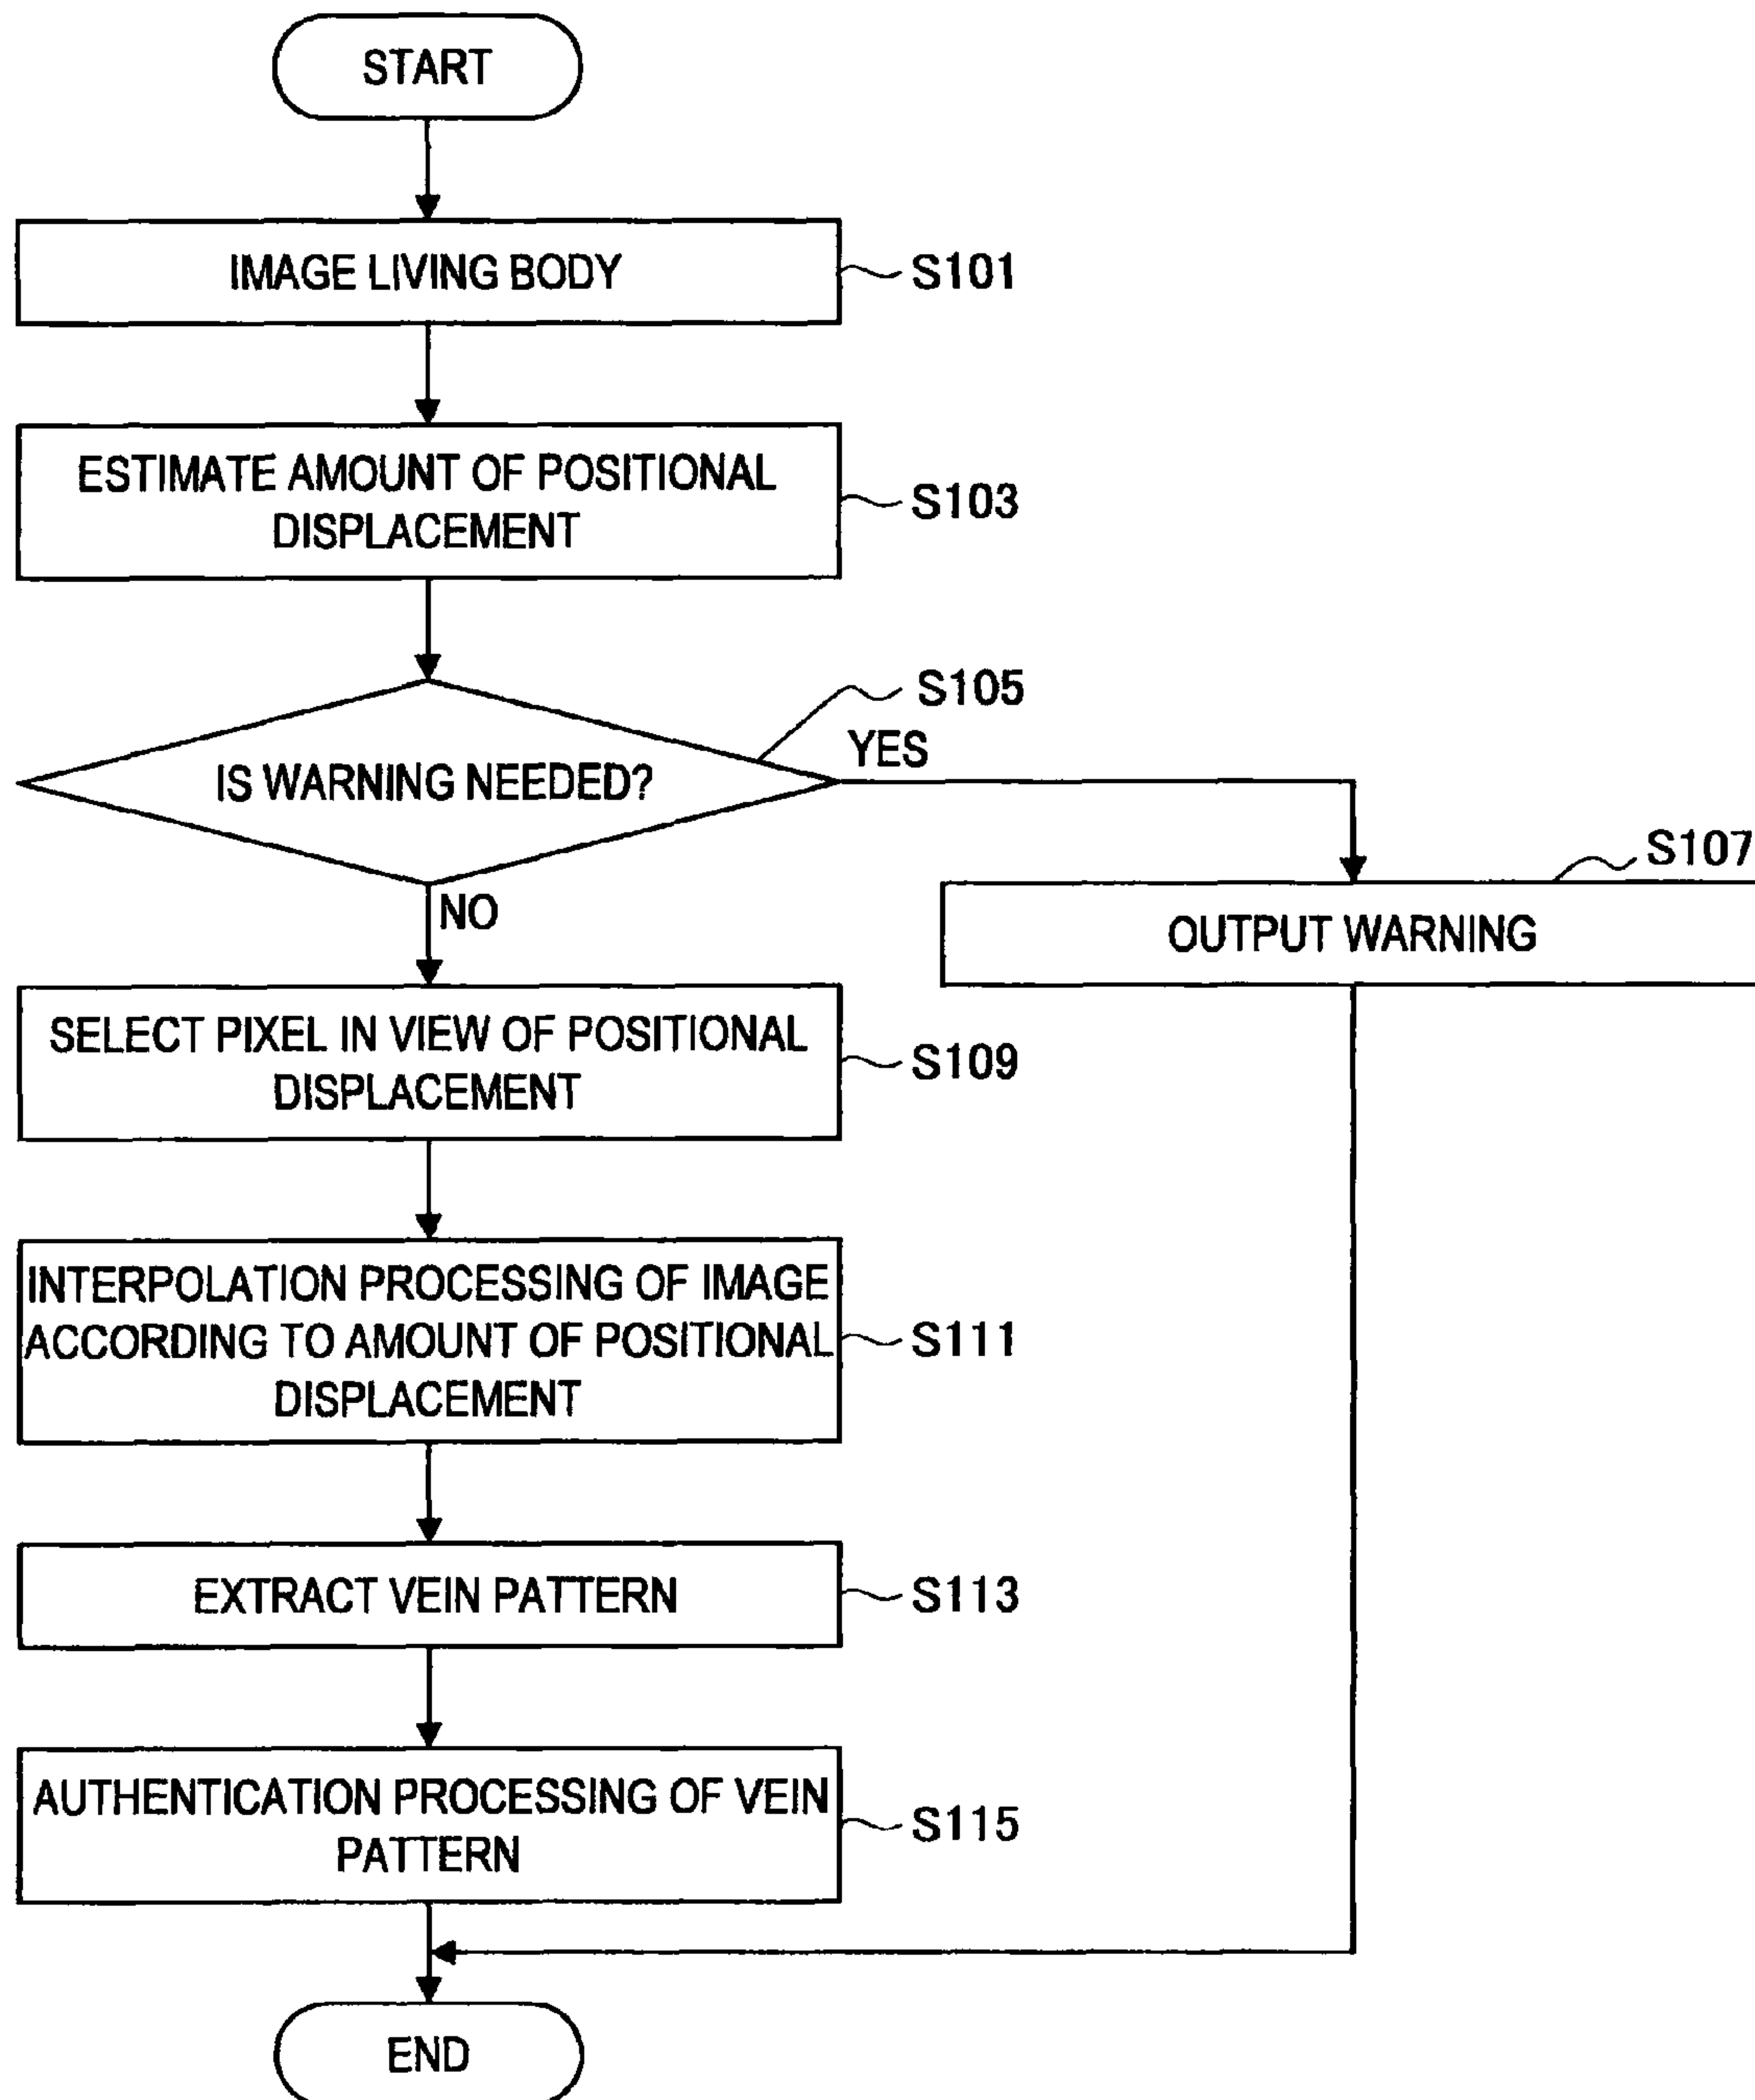 START
IMAGE LIVING BODY
S101
ESTIMATE AMOUNT OF POSITIONAL
DISPLACEMENT
S103
S105
IS WARNING NEEDED?
YES
NO
S107
OUTPUT WARNING
SELECT PIXEL IN VIEW OF POSITIONAL
DISPLACEMENT
S109
INTERPOLATION PROCESSING OF IMAGE
ACCORDING TO AMOUNT OF POSITIONAL
DISPLACEMENT
S111
EXTRACT VEIN PATTERN
S113
AUTHENTICATION PROCESSING OF VEIN
PATTERN
S115
END